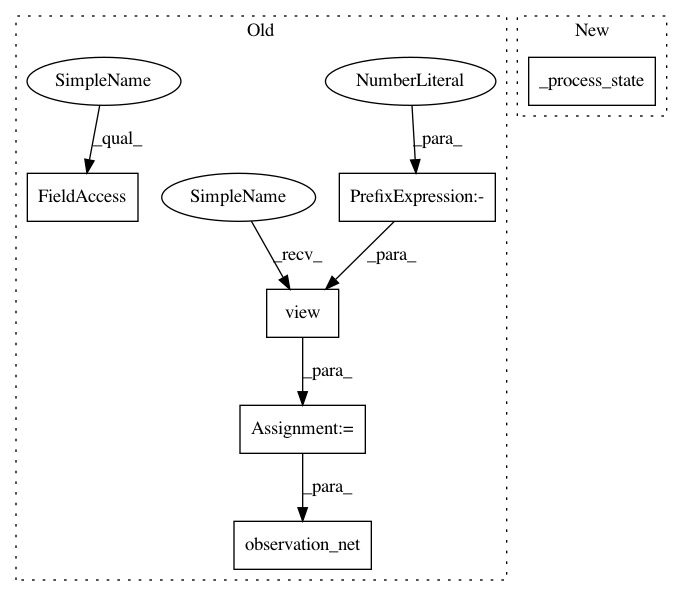 Old
New
SimpleName
NumberLiteral
_process_state
_qual_
_para_
FieldAccess
SimpleName
PrefixExpression:-
_recv_
_para_
view
_para_
Assignment:=
_para_
observation_net